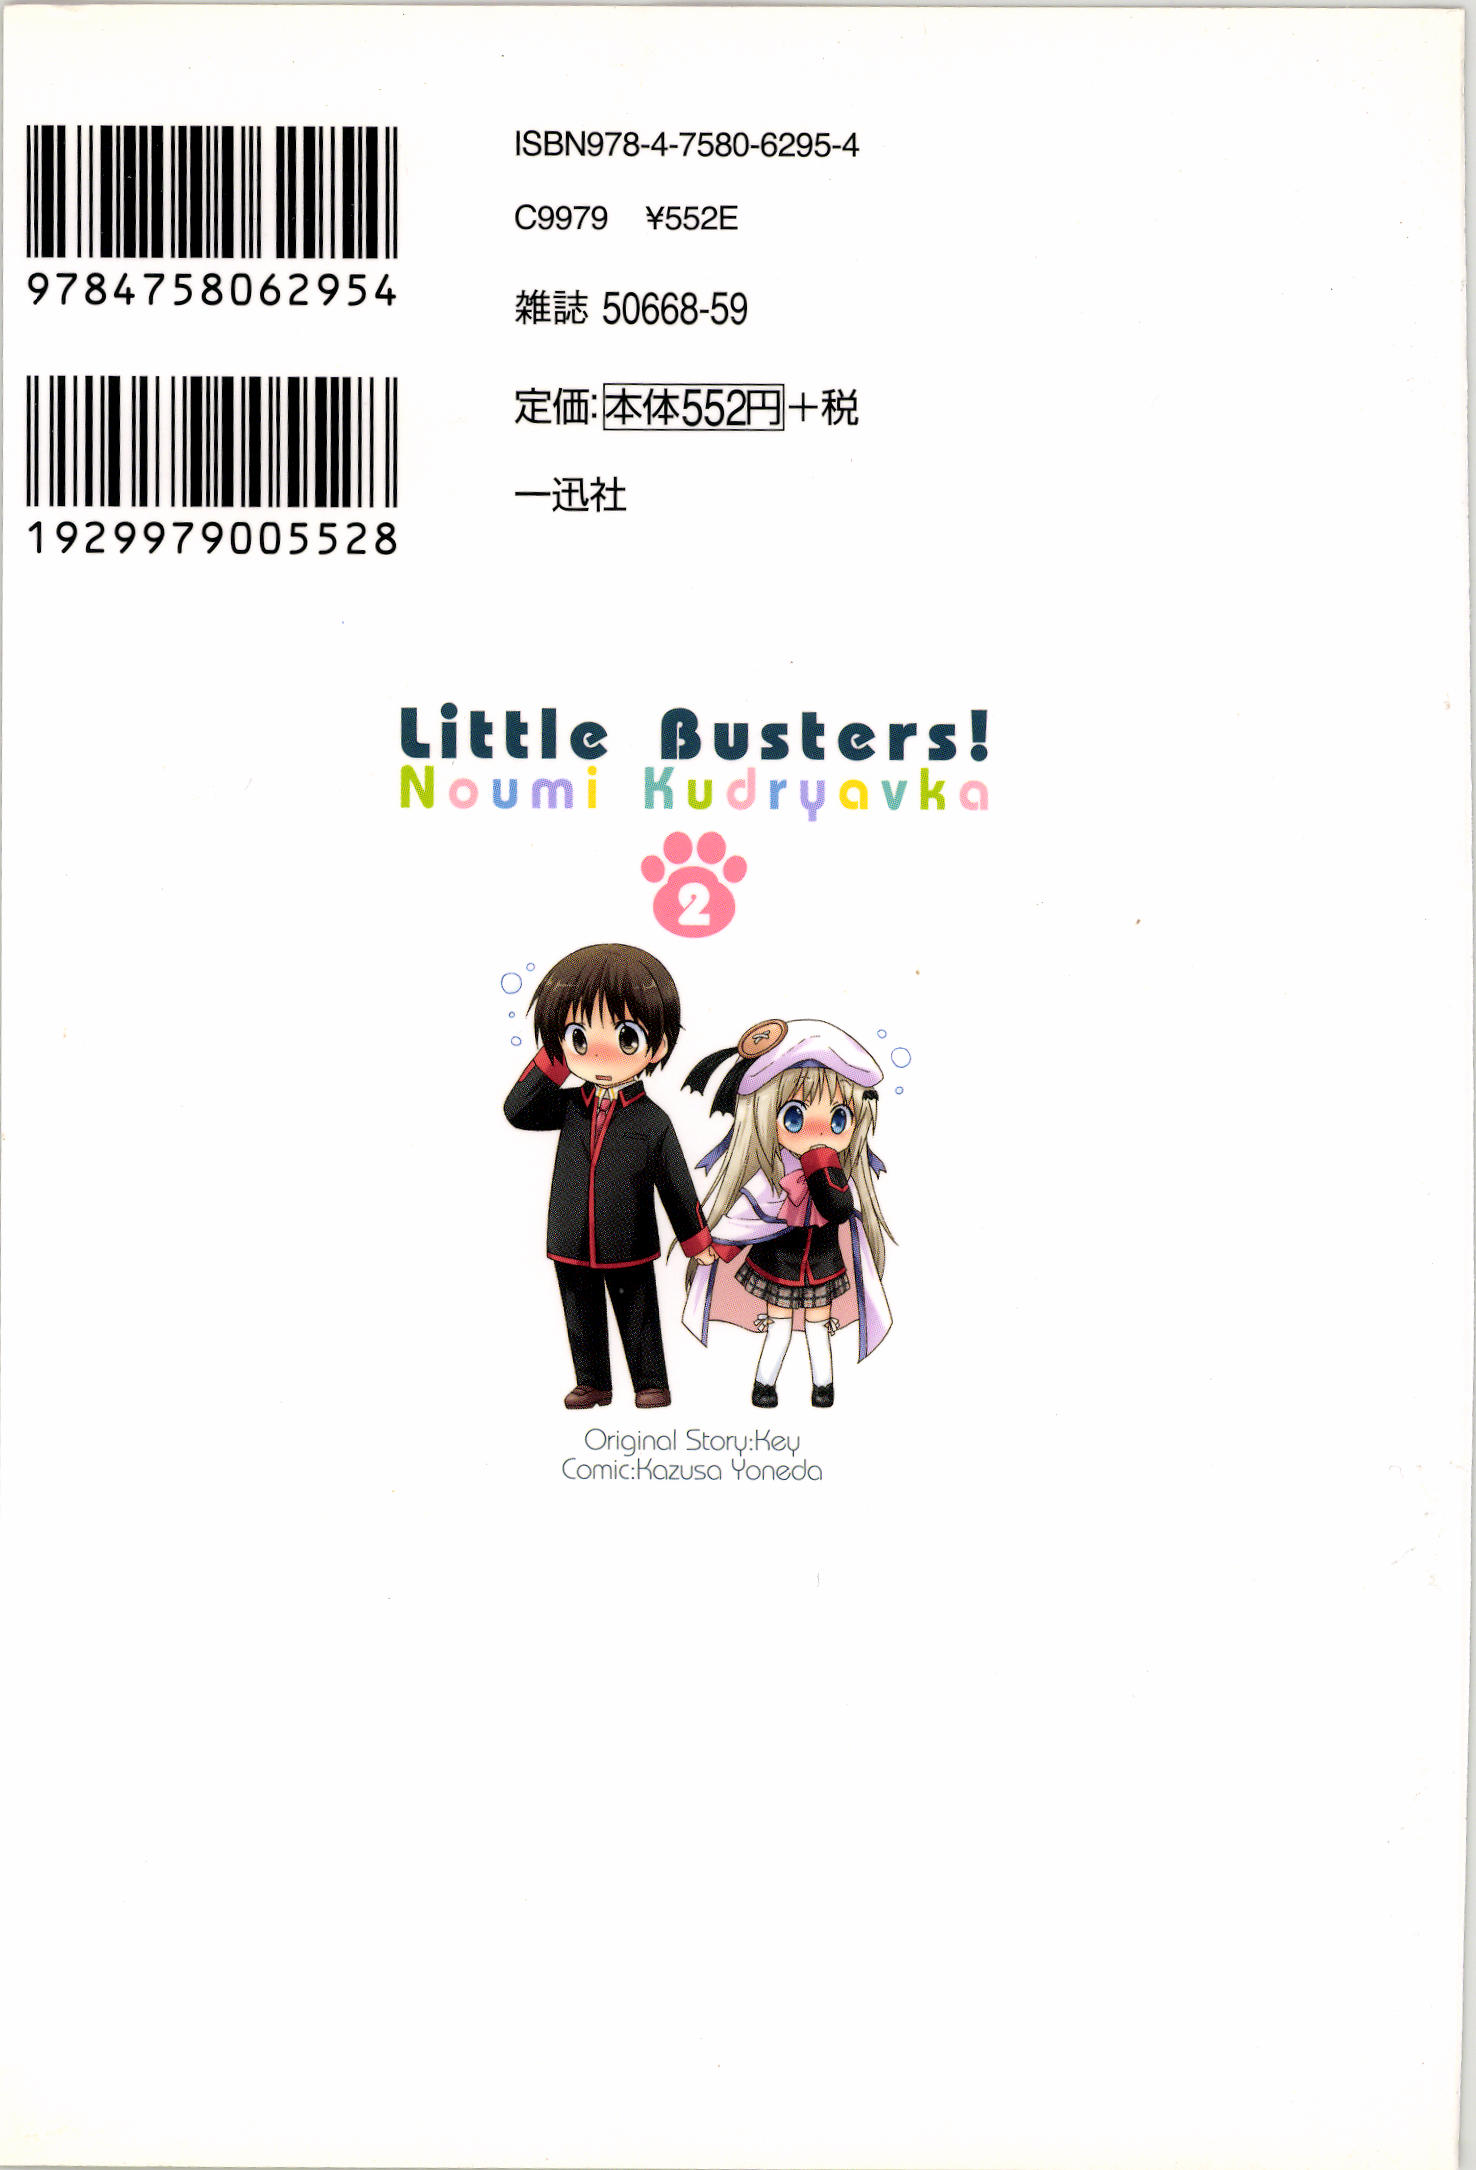 ISBN978-4-7580-6295-4
C9979 ¥552E
9784758062954
雑誌 50668-59
定価:本体552円+税
一迅社
1929979005528
Little Busters!
Noumi Kudryavka
2
Original Story:Key
Comic:Kazusa Yoneda